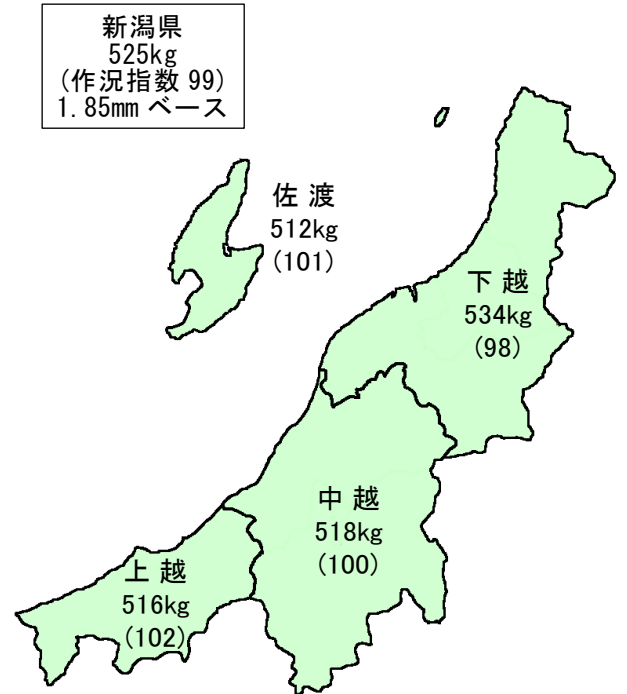 新潟県
525kg
(作況指数 99)
1.85mm ベース
佐 渡
512kg
(101)
下 越
534kg
(98)
中 越
518kg
(100)
上 越
516kg
(102)